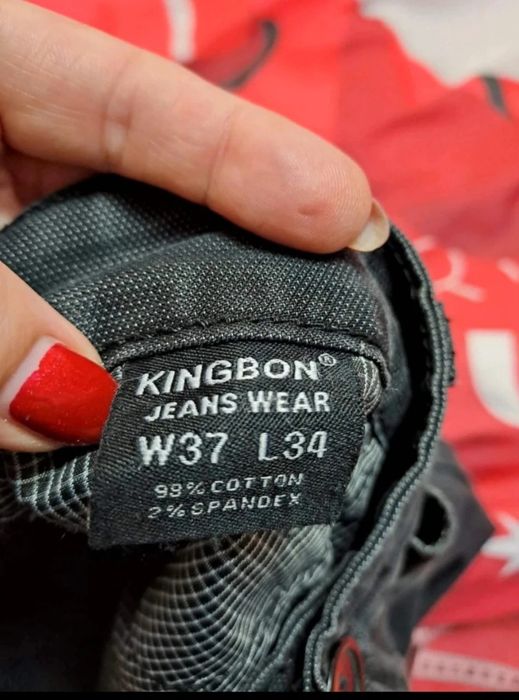 KINGBON®
JEANS WEAR
W37 L34
98% COTTON
2% SPANDEX